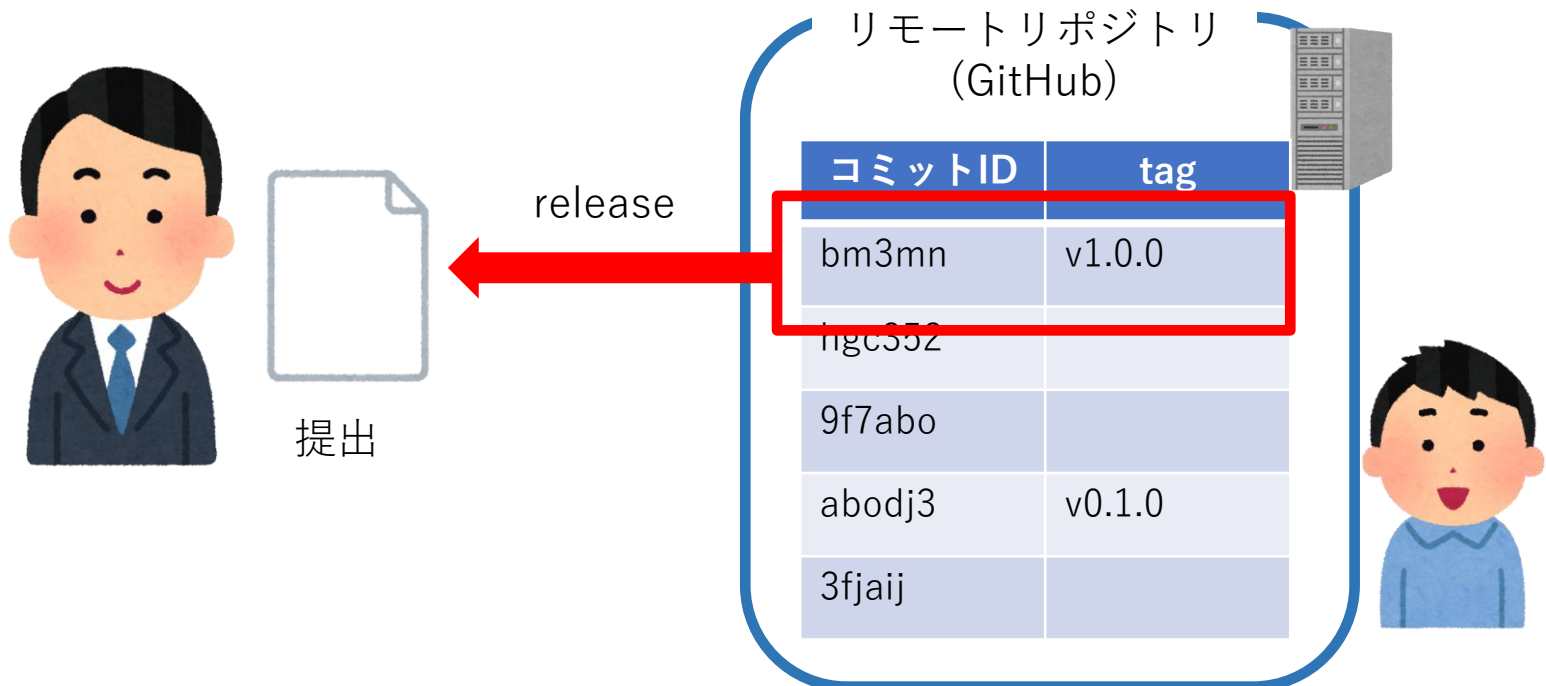 リモートリポジトリ
(GitHub)
コミットID tag
release
bm3mn v1.0.0
hgc352
9f7abo
提出
abodj3 v0.1.0
3fjaij